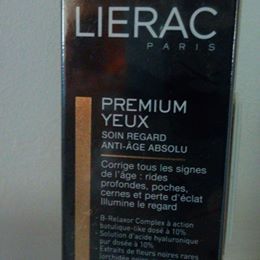 LIERAC
PARIS
PREMIUM
YEUX
SOIN REGARD
ANTI-ÂGE ABSOLU
Corrige tous les signes
de l'âge : rides
profondes, poches,
cernes et perte d'éclat
Illumine le regard
- B-Relaxor Complex à action
botulique-like dosé à 10%
- Solution d'acide hyaluronique
sur dosée à 10%
- Extraits de fleurs noires rares